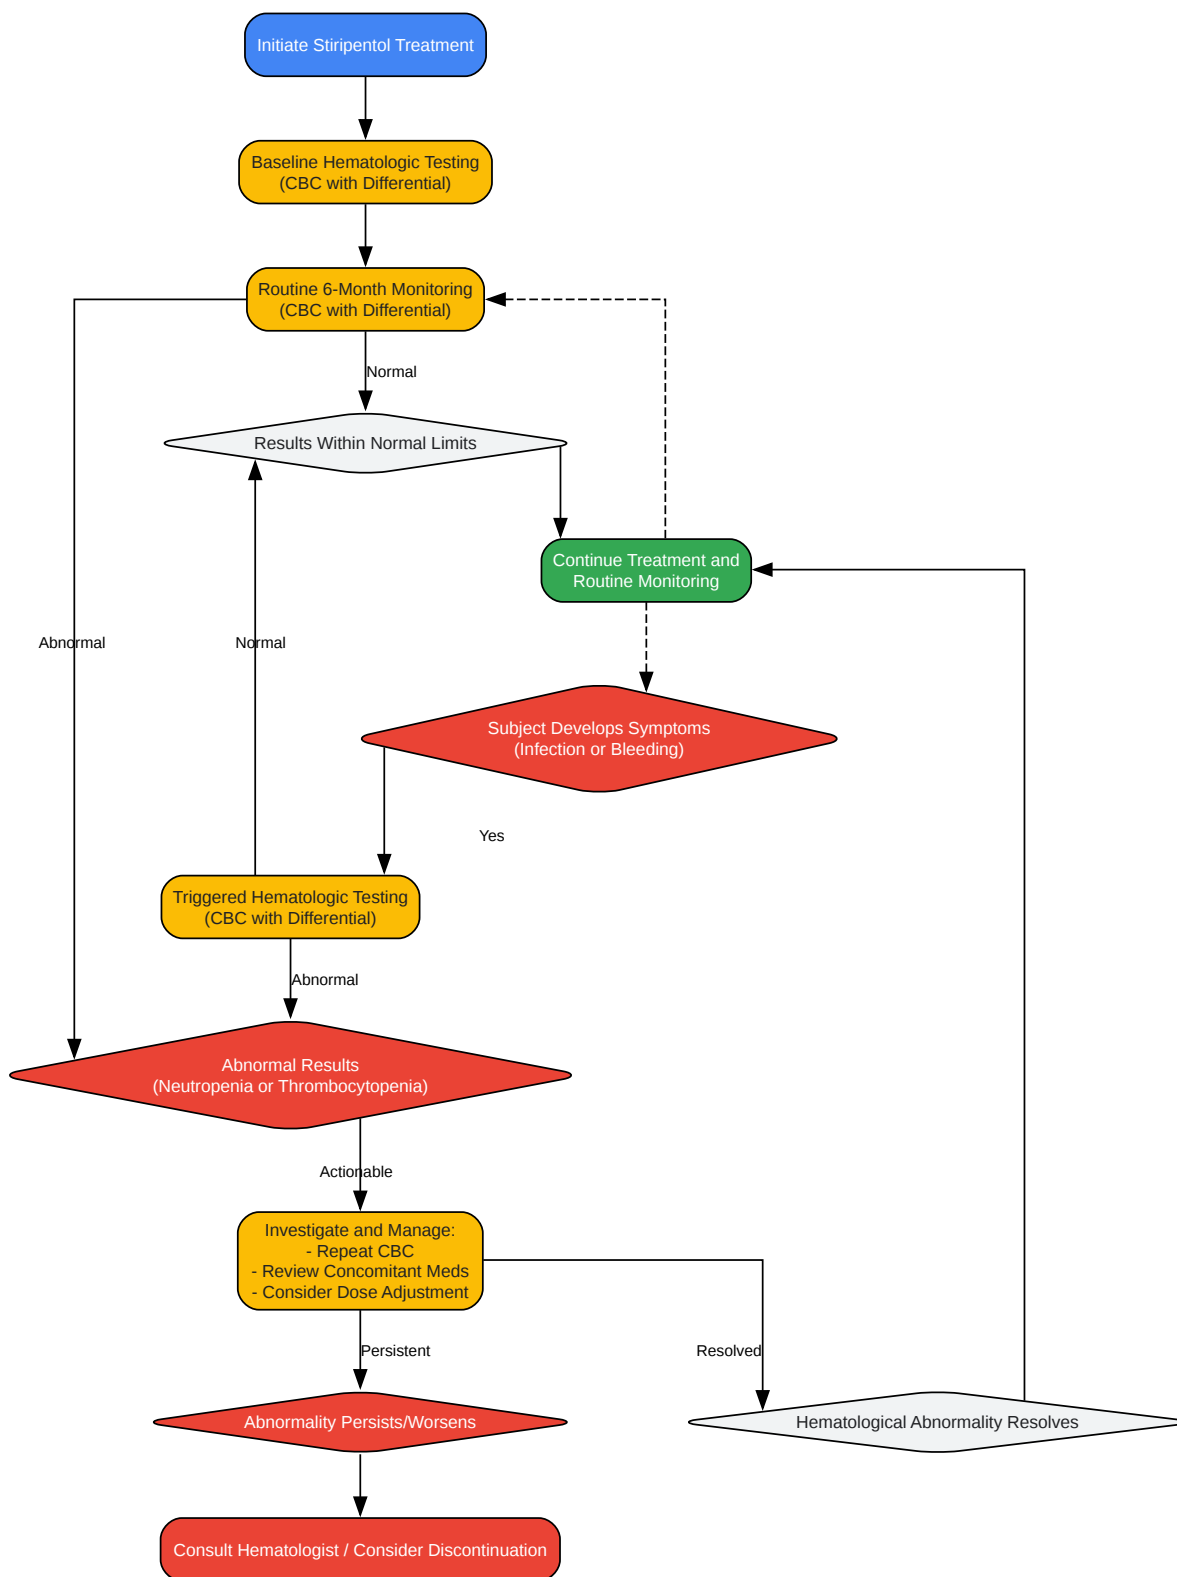 Initiate Stiripentol Treatment
Baseline Hematologic Testing
(CBC with Differential)
Routine 6-Month Monitoring
(CBC with Differential)
Normal
Results Within Normal Limits
Continue Treatment and
Routine Monitoring
Abnormal
Normal
Subject Develops Symptoms
(Infection or Bleeding)
Yes
Triggered Hematologic Testing
(CBC with Differential)
Abnormal
Abnormal Results
(Neutropenia or Thrombocytopenia)
Actionable
Investigate and Manage:
- Repeat CBC
- Review Concomitant Meds
- Consider Dose Adjustment
Persistent
Resolved
Abnormality Persists/Worsens
Hematological Abnormality Resolves
Consult Hematologist / Consider Discontinuation